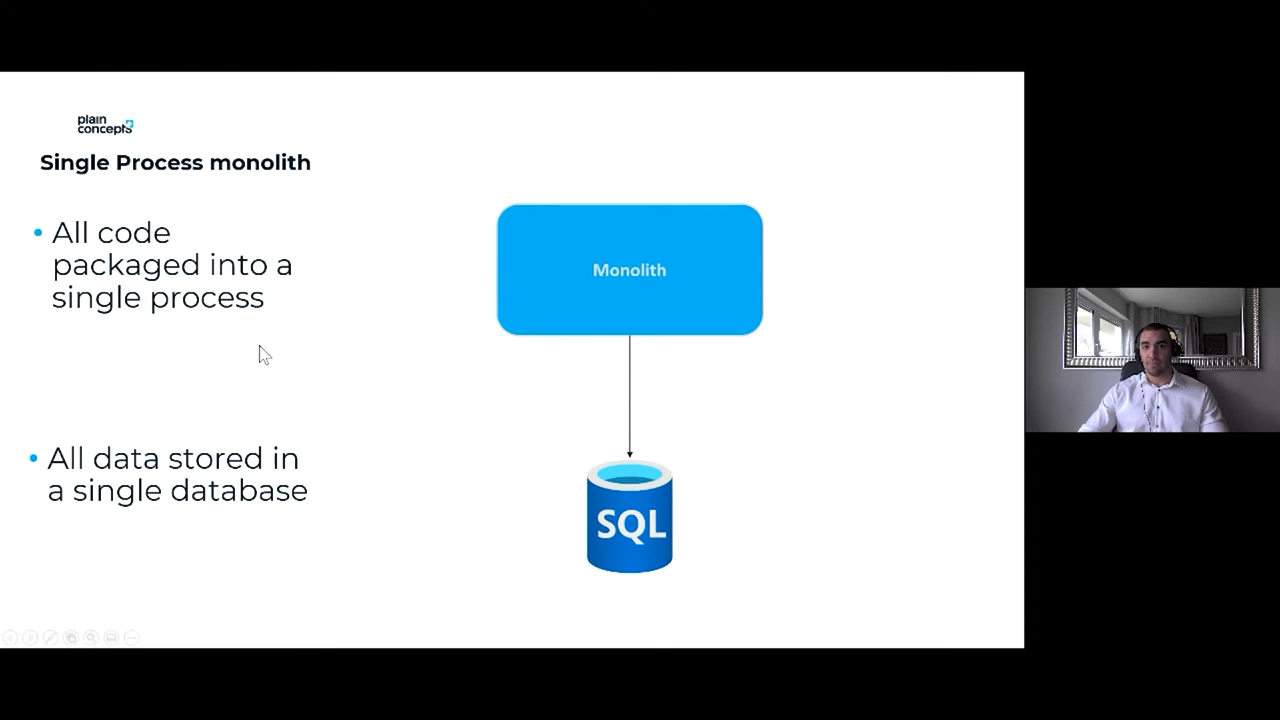 plain
concepts
Single Process monolith
All code
packaged into a
single process
All data stored in
a single database
Monolith
SQL